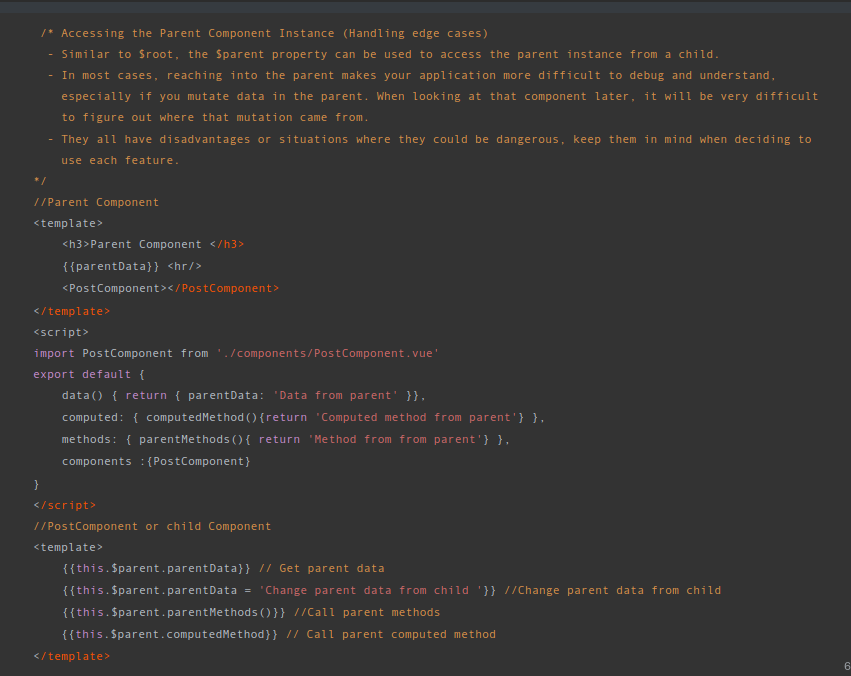 /* Accessing the Parent Component Instance (Handling edge cases)
- Similar to $root, the $parent property can be used to access the parent instance from a child.
- In most cases, reaching into the parent makes your application more difficult to debug and understand,
especially if you mutate data in the parent. When looking at that component later, it will be very difficult
to figure out where that mutation came from.
- They all have disadvantages or situations where they could be dangerous, keep them in mind when deciding to
use each feature.
*/
//Parent Component
<template>
<h3>Parent Component </h3>
{{parentData}} <hr/>
<PostComponent></PostComponent>
</template>
<script>
import PostComponent from './components/PostComponent.vue'
export default {
data() { return { parentData: 'Data from parent' }},
computed: { computedMethod(){return 'Computed method from parent'} },
methods: { parentMethods(){ return 'Method from from parent'} },
components :{PostComponent}
}
</script>
//PostComponent or child Component
<template>
{{this.$parent.parentData}} // Get parent data
{{this.$parent.parentData = 'Change parent data from child '}} //Change parent data from child
{{this.$parent.parentMethods()}} //Call parent methods
{{this.$parent.computedMethod}} // Call parent computed method
</template>
6